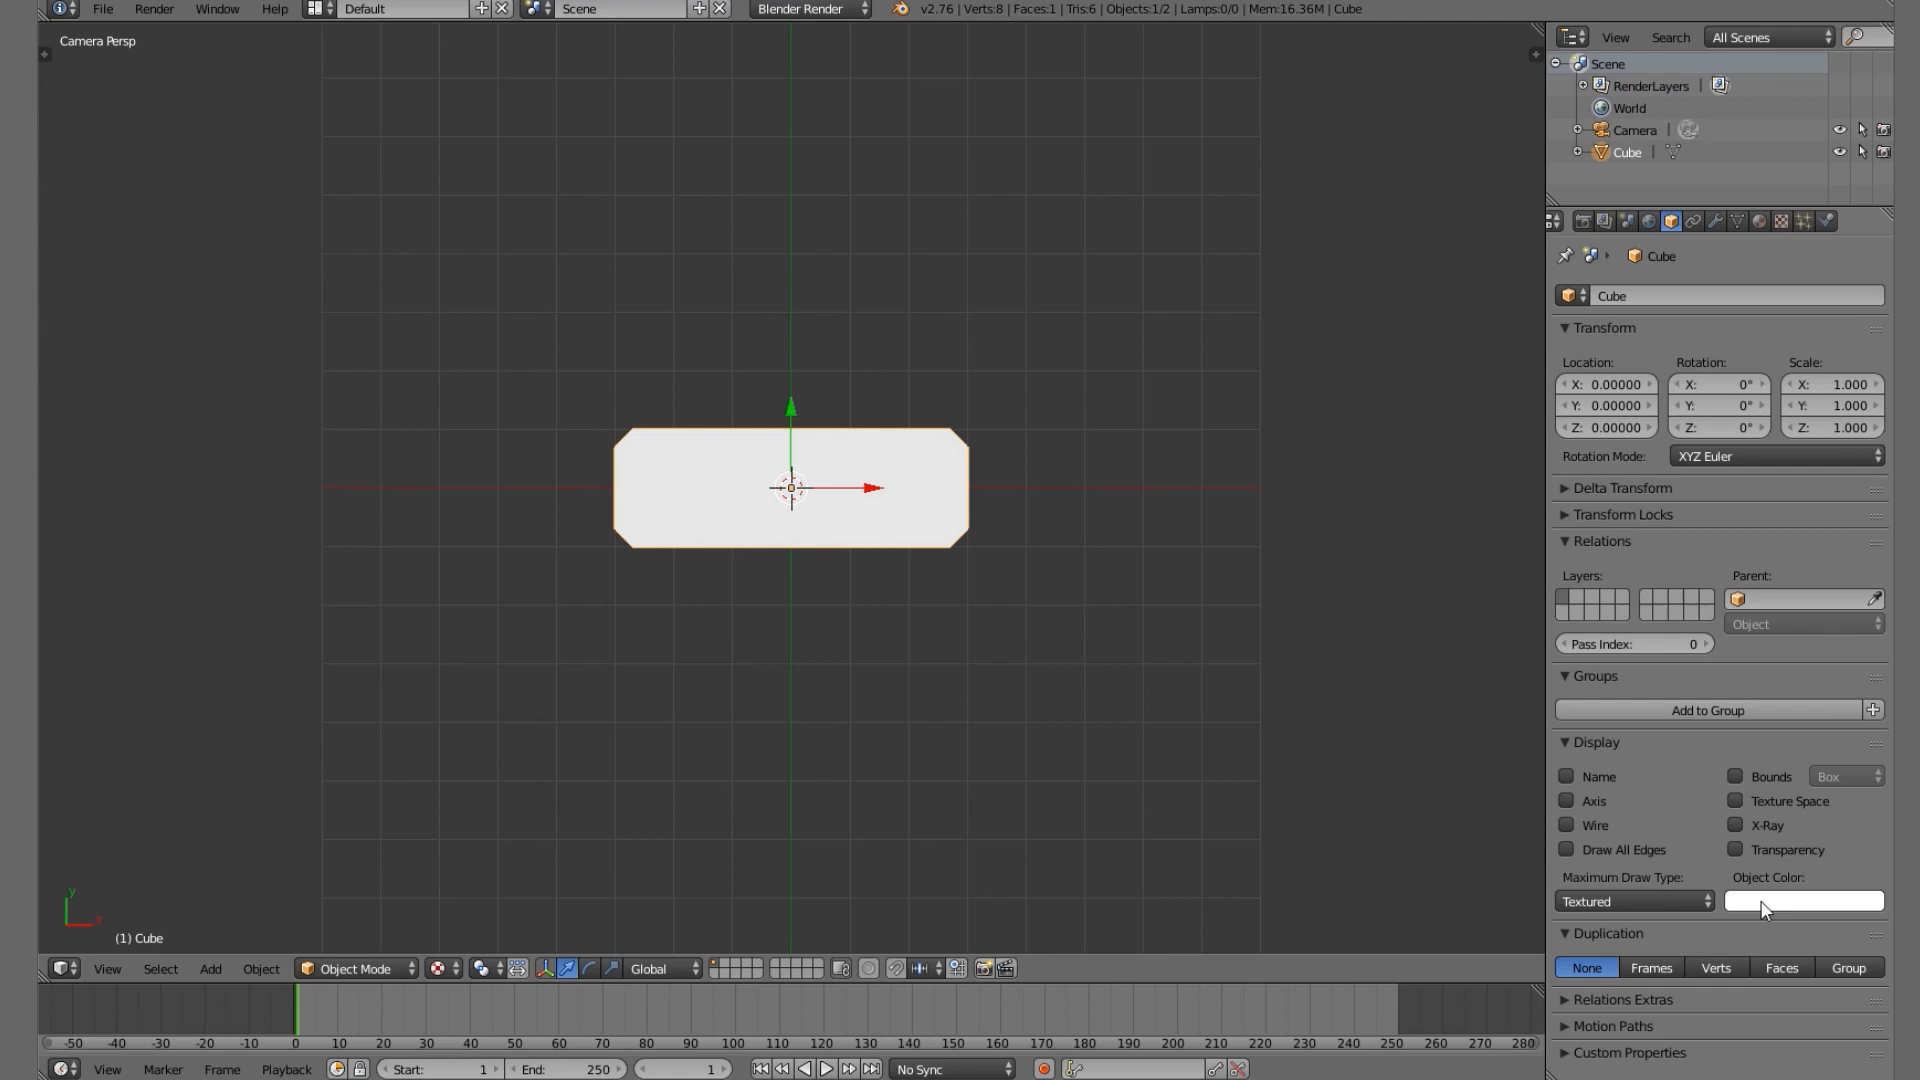 File Render Window Help Default Scene Blender Render v2.76 | Verts:8 | Faces:1 | Tris:6 | Objects:1/2 | Lamps:0/0 | Mem:16.36M | Cube
Camera Persp
View Search All Scenes
Scene
RenderLayers |
World
Camera |
Cube |
Cube
Cube
Transform
Location: Rotation: Scale:
X: 0.00000 X: 0° X: 1.000
Y: 0.00000 Y: 0° Y: 1.000
Z: 0.00000 Z: 0° Z: 1.000
Rotation Mode: XYZ Euler
Delta Transform
Transform Locks
Relations
Layers: Parent:
Object
Pass Index: 0
Groups
Add to Group
Display
Name Bounds Box
Axis Texture Space
Wire X-Ray
Draw All Edges Transparency
Maximum Draw Type: Object Color:
Textured
Duplication
None Frames Verts Faces Group
Relations Extras
Motion Paths
Custom Properties
y
x
(1) Cube
View Select Add Object Object Mode Global
-50 -40 -30 -20 -10 0 10 20 30 40 50 60 70 80 90 100 110 120 130 140 150 160 170 180 190 200 210 220 230 240 250 260 270 280
View Marker Frame Playback Start: 1 End: 250 1 No Sync